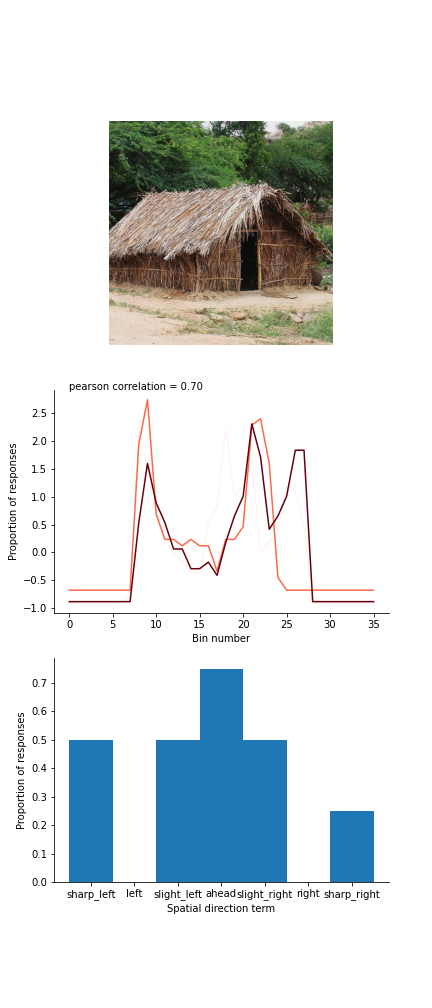 pearson correlation = 0.70
Proportion of responses
2.5
2.0
1.5
1.0
0.5
0.0
−0.5
−1.0
0 5 10 15 20 25 30 35
Bin number
Proportion of responses
0.7
0.6
0.5
0.4
0.3
0.2
0.1
0.0
sharp_left left slight_left ahead slight_right right sharp_right
Spatial direction term